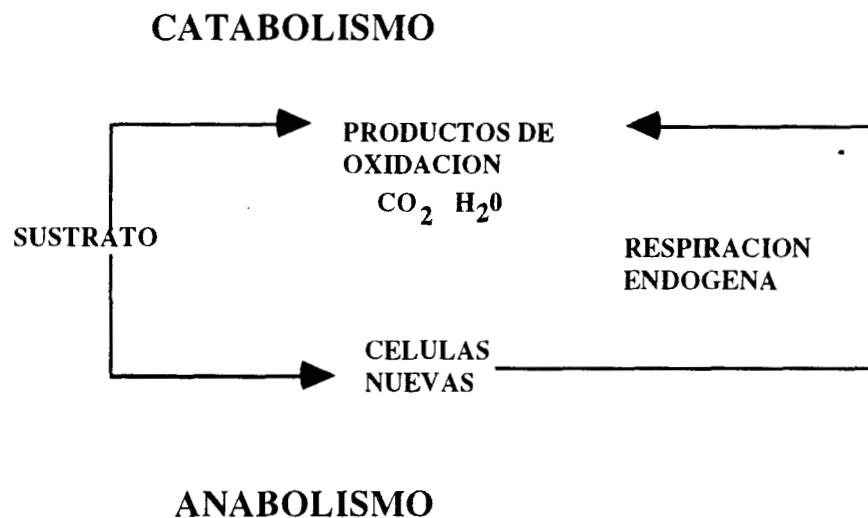 CATABOLISMO
PRODUCTOS DE
OXIDACION
CO2 H20
SUSTRATO
RESPIRACION
ENDOGENA
CELULAS
NUEVAS
ANABOLISMO